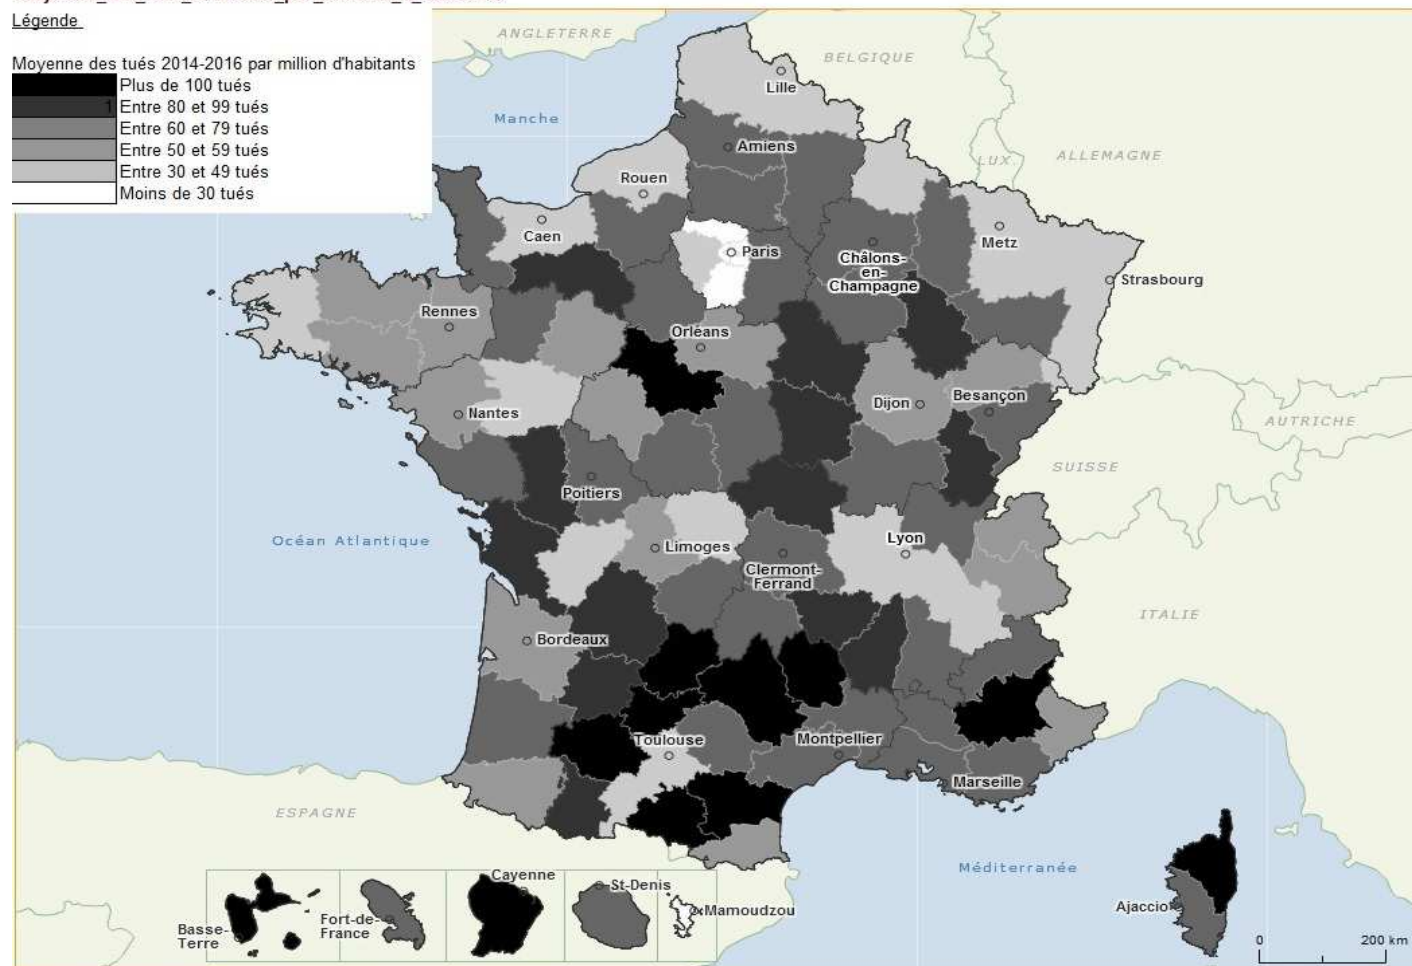 Légende
Moyenne des tués 2014-2016 par million d'habitants
Plus de 100 tués
1 Entre 80 et 99 tués
Entre 60 et 79 tués
Entre 50 et 59 tués
Entre 30 et 49 tués
Moins de 30 tués
ANGLETERRE
BELGIQUE
Lille
Manche
Amiens
LUX.
ALLEMAGNE
Rouen
Caen
Paris
Metz
Châlons-
en-
Champagne
Strasbourg
Rennes
Orléans
Nantes
Dijon
Besançon
AUTRICHE
SUISSE
Poitiers
Océan Atlantique
Limoges
Lyon
Clermont-
Ferrand
ITALIE
Bordeaux
Toulouse
Montpellier
Marseille
ESPAGNE
Méditerranée
Cayenne
St-Denis
Mamoudzou
Fort-de-
France
Basse-
Terre
Ajaccio
0 200 km